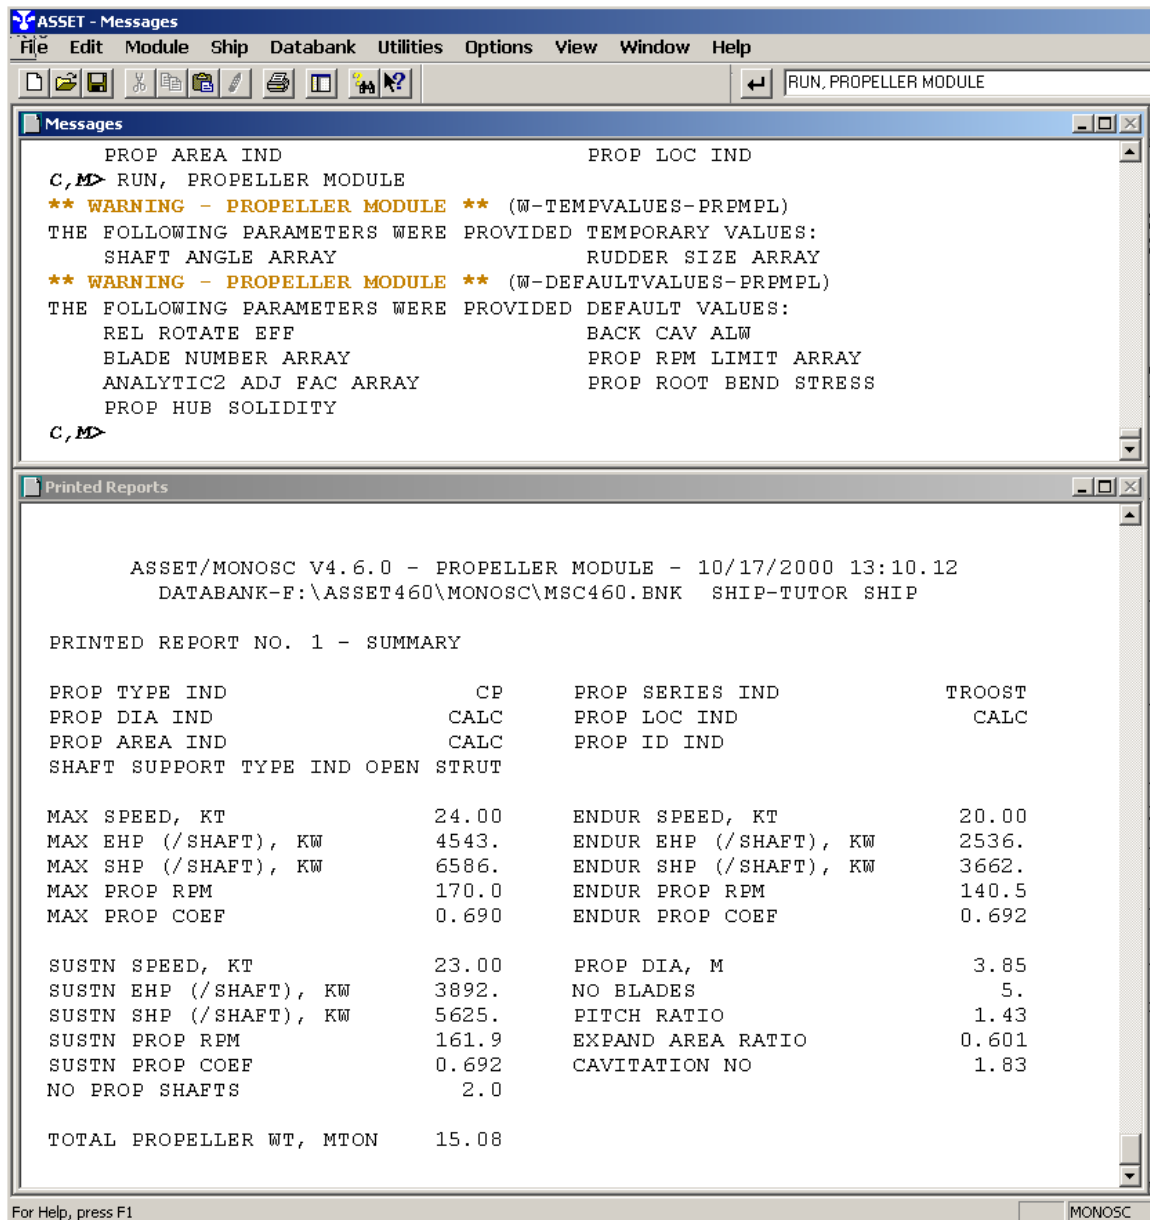 ASSET - Messages
File Edit Module Ship Databank Utilities Options View Window Help
RUN, PROPELLER MODULE
Messages
PROP AREA IND PROP LOC IND
C,M> RUN, PROPELLER MODULE
** WARNING - PROPELLER MODULE ** (W-TEMPVALUES-PRPMPL)
THE FOLLOWING PARAMETERS WERE PROVIDED TEMPORARY VALUES:
SHAFT ANGLE ARRAY RUDDER SIZE ARRAY
** WARNING - PROPELLER MODULE ** (W-DEFAULTVALUES-PRPMPL)
THE FOLLOWING PARAMETERS WERE PROVIDED DEFAULT VALUES:
REL ROTATE EFF BACK CAV ALW
BLADE NUMBER ARRAY PROP RPM LIMIT ARRAY
ANALYTIC2 ADJ FAC ARRAY PROP ROOT BEND STRESS
PROP HUB SOLIDITY
C,M>
Printed Reports
ASSET/MONOSC V4.6.0 - PROPELLER MODULE - 10/17/2000 13:10.12
DATABANK-F:\ASSET460\MONOSC\MSC460.BNK SHIP-TUTOR SHIP
PRINTED REPORT NO. 1 - SUMMARY
PROP TYPE IND CP PROP SERIES IND TROOST
PROP DIA IND CALC PROP LOC IND CALC
PROP AREA IND CALC PROP ID IND
SHAFT SUPPORT TYPE IND OPEN STRUT
MAX SPEED, KT 24.00 ENDUR SPEED, KT 20.00
MAX EHP (/SHAFT), KW 4543. ENDUR EHP (/SHAFT), KW 2536.
MAX SHP (/SHAFT), KW 6586. ENDUR SHP (/SHAFT), KW 3662.
MAX PROP RPM 170.0 ENDUR PROP RPM 140.5
MAX PROP COEF 0.690 ENDUR PROP COEF 0.692
SUSTN SPEED, KT 23.00 PROP DIA, M 3.85
SUSTN EHP (/SHAFT), KW 3892. NO BLADES 5.
SUSTN SHP (/SHAFT), KW 5625. PITCH RATIO 1.43
SUSTN PROP RPM 161.9 EXPAND AREA RATIO 0.601
SUSTN PROP COEF 0.692 CAVITATION NO 1.83
NO PROP SHAFTS 2.0
TOTAL PROPELLER WT, MTON 15.08
For Help, press F1 MONOSC